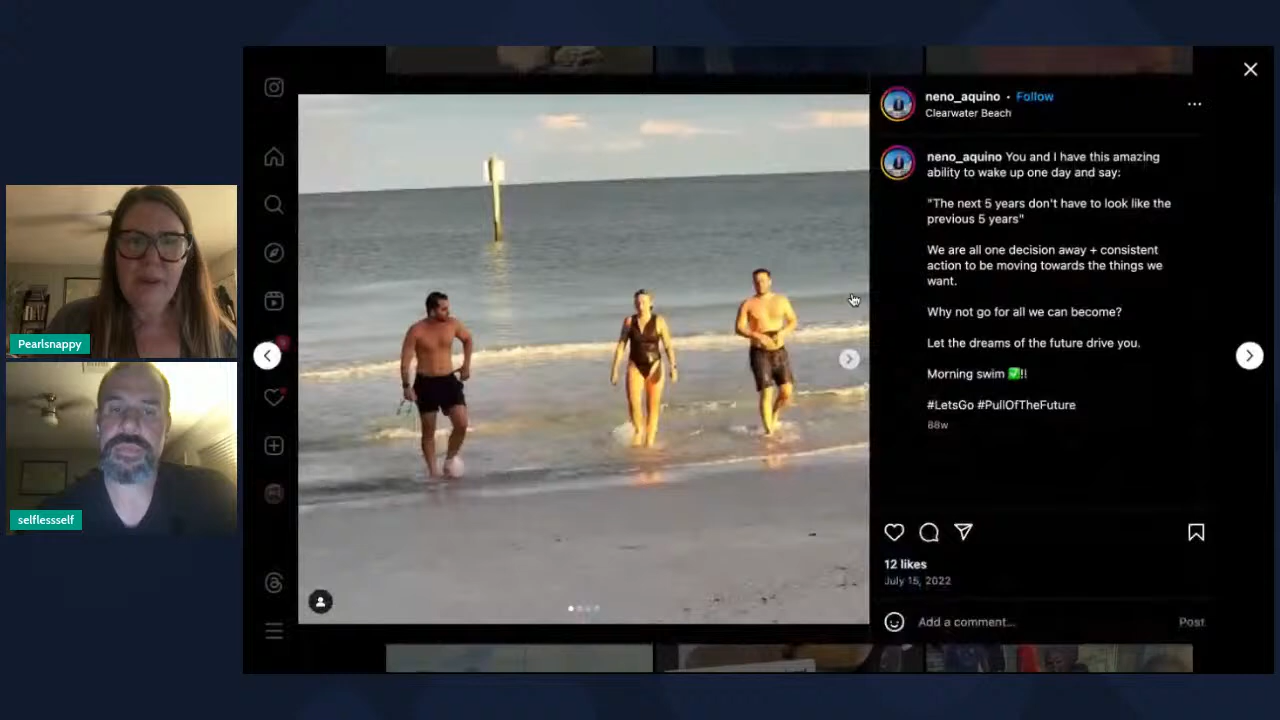 neno_aquino • Follow
Clearwater Beach
neno_aquino You and I have this amazing
ability to wake up one day and say:
"The next 5 years don't have to look like the
previous 5 years"
We are all one decision away + consistent
action to be moving towards the things we
want.
Why not go for all we can become?
Let the dreams of the future drive you.
Morning swim ✅!!
#LetsGo #PullOfTheFuture
88w
12 likes
July 15, 2022
Add a comment...
Post
Pearlsnappy
selflessself